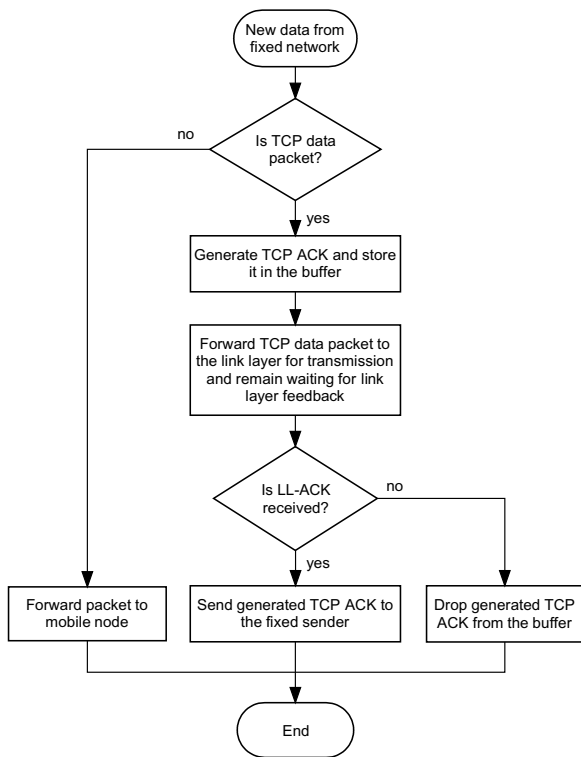 New data from
fixed network
no
Is TCP data
packet?
yes
Generate TCP ACK and store
it in the buffer
Forward TCP data packet to
the link layer for transmission
and remain waiting for link
layer feedback
Is LL-ACK
received?
no
yes
Forward packet to
mobile node
Send generated TCP ACK to
the fixed sender
Drop generated TCP
ACK from the buffer
End